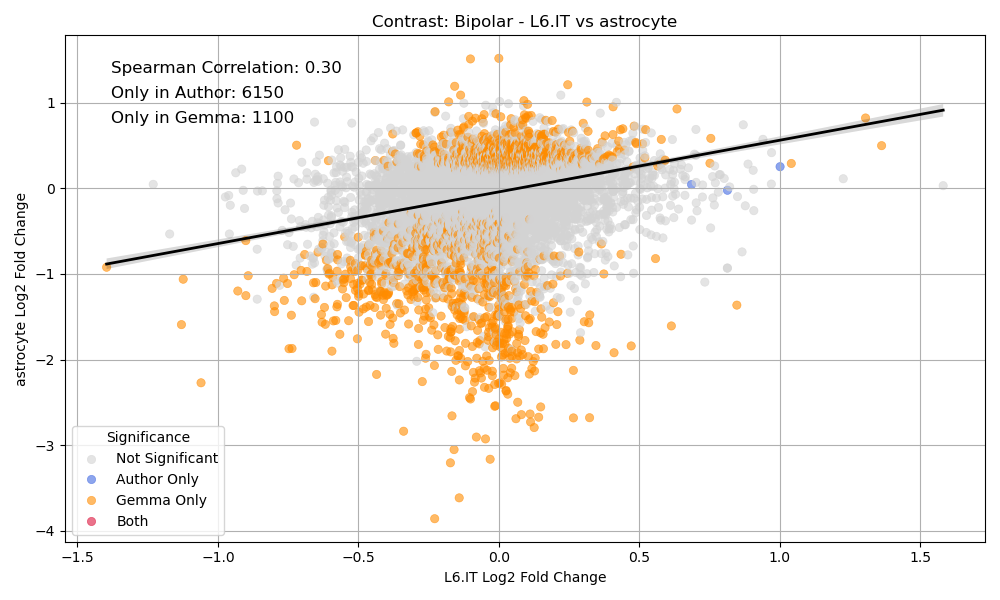 Contrast: Bipolar - L6.IT vs astrocyte
Spearman Correlation: 0.30
Only in Author: 6150
Only in Gemma: 1100
astrocyte Log2 Fold Change
1
0
−1
−2
−3
−4
Significance
Not Significant
Author Only
Gemma Only
Both
−1.5
−1.0
−0.5
0.0
0.5
1.0
1.5
L6.IT Log2 Fold Change